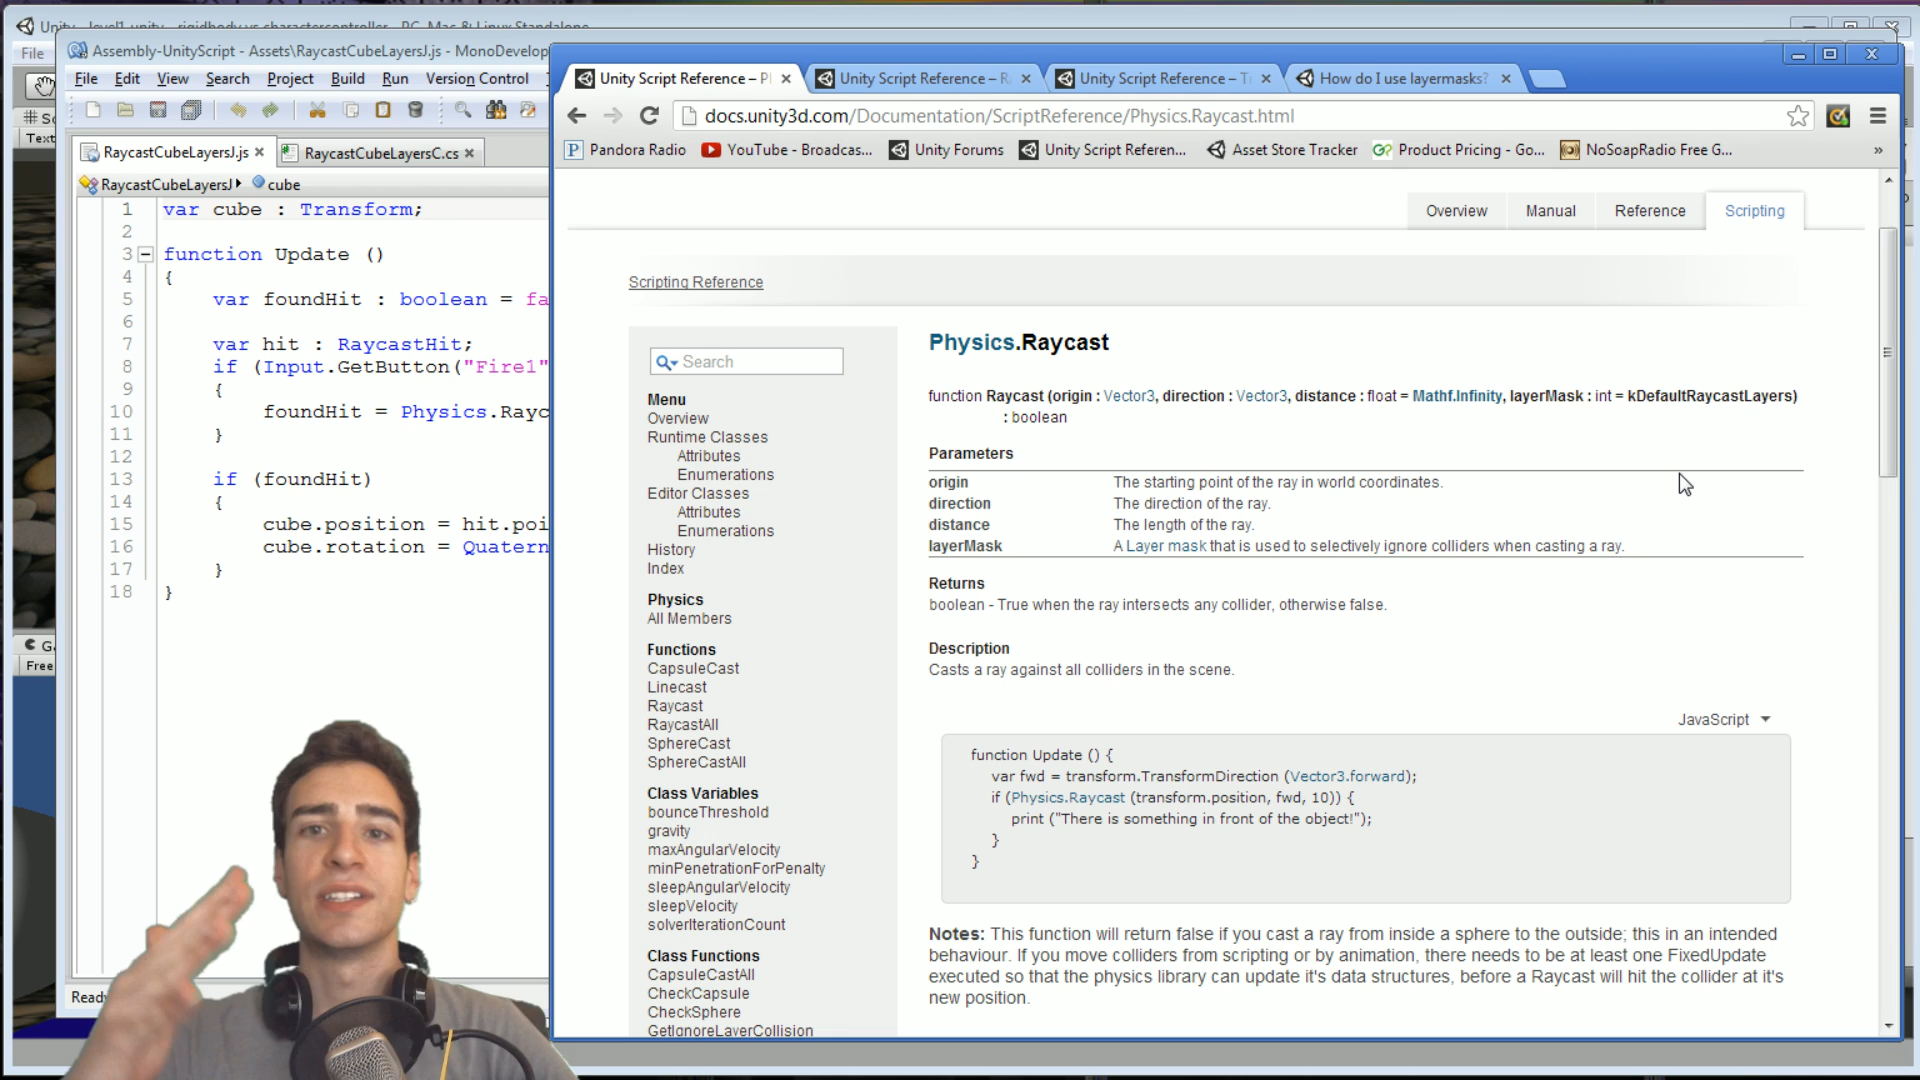 Unity - level1.unity - rigidbody vs charactercontroller - PC, Mac & Linux Standalone
File
Assembly-UnityScript - Assets\RaycastCubeLayersJ.js - MonoDevelop
File Edit View Search Project Build Run Version Control
RaycastCubeLayersJ.js
RaycastCubeLayersC.cs
RaycastCubeLayersJ
cube
1 var cube : Transform;
2
3 function Update ()
4 {
5 var foundHit : boolean = fa
6
7 var hit : RaycastHit;
8 if (Input.GetButton("Fire1"
9 {
10 foundHit = Physics.Rayc
11 }
12
13 if (foundHit)
14 {
15 cube.position = hit.poi
16 cube.rotation = Quatern
17 }
18 }
Text
Free
Unity Script Reference – P
Unity Script Reference – R
Unity Script Reference – T
How do I use layermasks?
docs.unity3d.com/Documentation/ScriptReference/Physics.Raycast.html
Pandora Radio
YouTube - Broadcas...
Unity Forums
Unity Script Referen...
Asset Store Tracker
Product Pricing - Go...
NoSoapRadio Free G...
»
Overview Manual Reference Scripting
Scripting Reference
Search
Menu
Overview
Runtime Classes
Attributes
Enumerations
Editor Classes
Attributes
Enumerations
History
Index
Physics
All Members
Functions
CapsuleCast
Linecast
Raycast
RaycastAll
SphereCast
SphereCastAll
Class Variables
bounceThreshold
gravity
maxAngularVelocity
minPenetrationForPenalty
sleepAngularVelocity
sleepVelocity
solverIterationCount
Class Functions
CapsuleCastAll
CheckCapsule
CheckSphere
GetIgnoreLayerCollision
Physics.Raycast
function Raycast (origin : Vector3, direction : Vector3, distance : float = Mathf.Infinity, layerMask : int = kDefaultRaycastLayers)
: boolean
Parameters
origin The starting point of the ray in world coordinates.
direction The direction of the ray.
distance The length of the ray.
layerMask A Layer mask that is used to selectively ignore colliders when casting a ray.
Returns
boolean - True when the ray intersects any collider, otherwise false.
Description
Casts a ray against all colliders in the scene.
JavaScript
function Update () {
var fwd = transform.TransformDirection (Vector3.forward);
if (Physics.Raycast (transform.position, fwd, 10)) {
print ("There is something in front of the object!");
}
}
Notes: This function will return false if you cast a ray from inside a sphere to the outside; this in an intended
behaviour. If you move colliders from scripting or by animation, there needs to be at least one FixedUpdate
executed so that the physics library can update it's data structures, before a Raycast will hit the collider at it's
new position.
Read